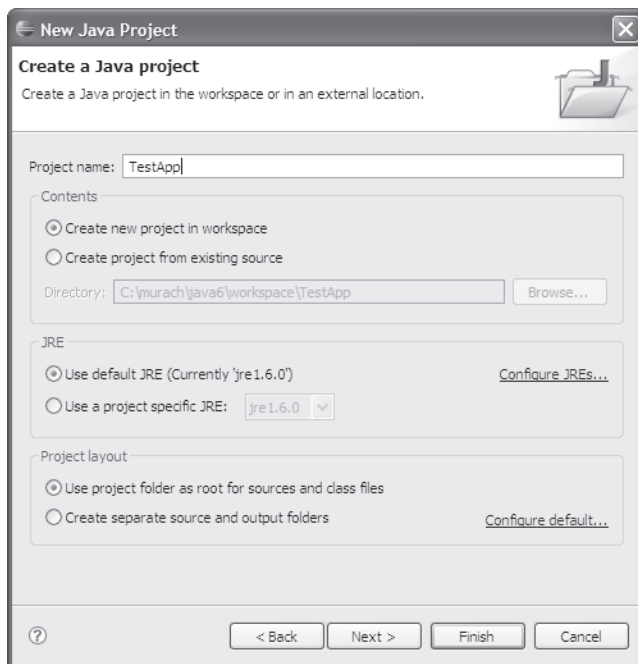 New Java Project
Create a Java project
Create a Java project in the workspace or in an external location.
Project name: TestApp
Contents
Create new project in workspace
Create project from existing source
Directory: C:\murach\java6\workspace\TestApp Browse...
JRE
Use default JRE (Currently 'jre1.6.0') Configure JREs...
Use a project specific JRE: jre1.6.0
Project layout
Use project folder as root for sources and class files
Create separate source and output folders Configure default...
? < Back Next > Finish Cancel